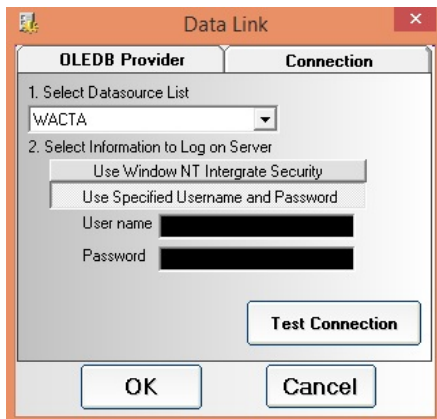 Data Link
OLEDB Provider
Connection
1. Select Datasource List
WACTA
2. Select Information to Log on Server
Use Window NT Intergrate Security
Use Specified Username and Password
User name
Password
Test Connection
OK
Cancel